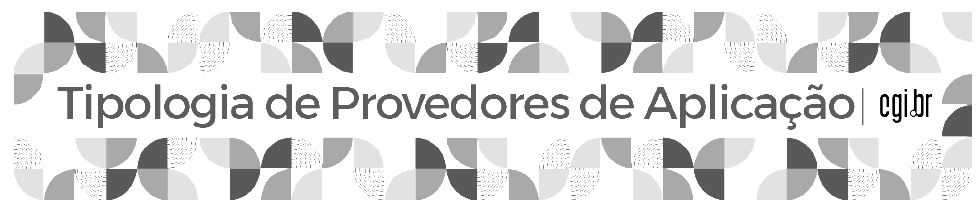 Tipologia de Provedores de Aplicação | cgi.br